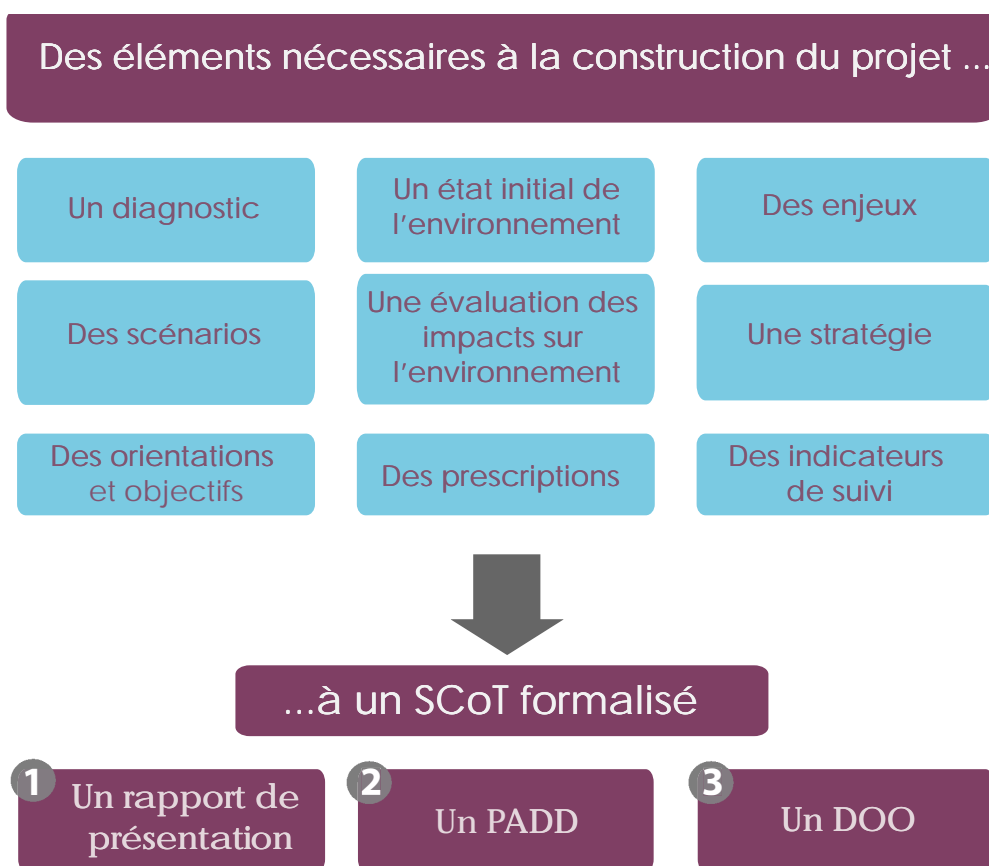 Des éléments nécessaires à la construction du projet ...
Un diagnostic
Un état initial de
l'environnement
Des enjeux
Des scénarios
Une évaluation des
impacts sur
l'environnement
Une stratégie
Des orientations
et objectifs
Des prescriptions
Des indicateurs
de suivi
...à un SCoT formalisé
1
Un rapport de
présentation
2
Un PADD
3
Un DOO